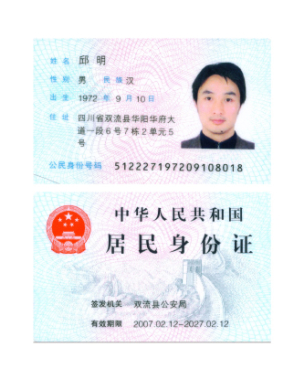 姓名 邱明
性别 男 民族 汉
出生 1972 年 9 月 10 日
住址 四川省双流县华阳华府大
道一段6号7栋2单元5
号
公民身份号码 512227197209108018
中华人民共和国
居民身份证
签发机关 双流县公安局
有效期限 2007.02.12-2027.02.12